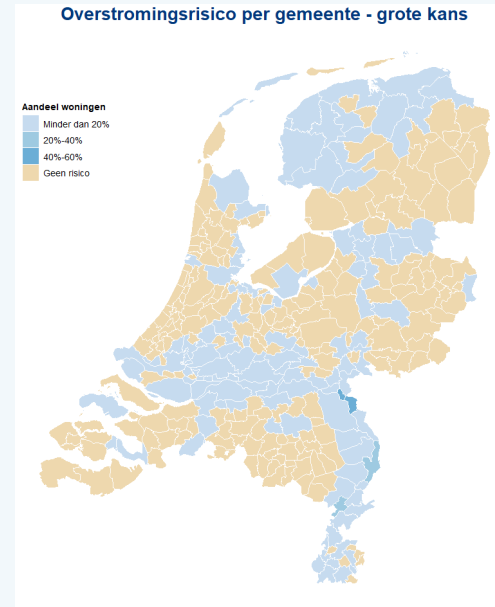 Overstromingsrisico per gemeente - grote kans
Aandeel woningen
Minder dan 20%
20%-40%
40%-60%
Geen risico